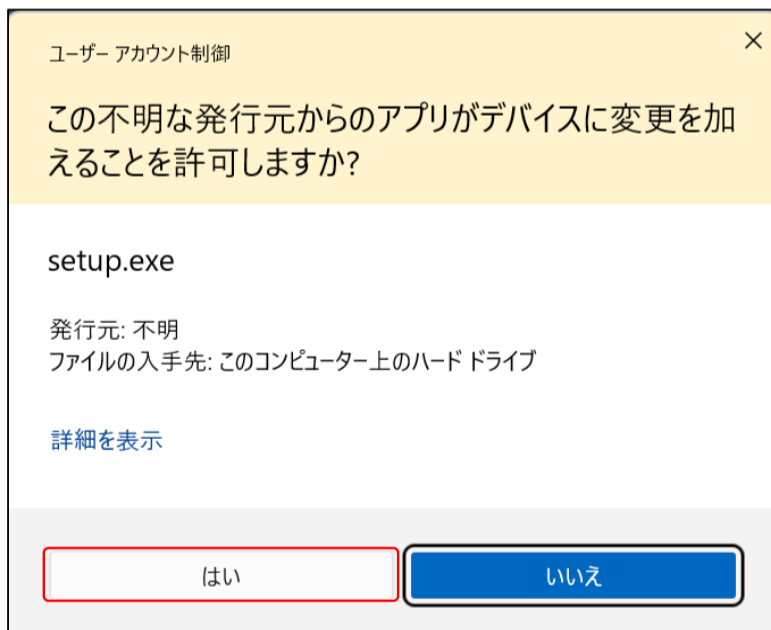 ユーザー アカウント制御
この不明な発行元からのアプリがデバイスに変更を加
えることを許可しますか?
setup.exe
発行元: 不明
ファイルの入手先: このコンピューター上のハード ドライブ
詳細を表示
はい
いいえ